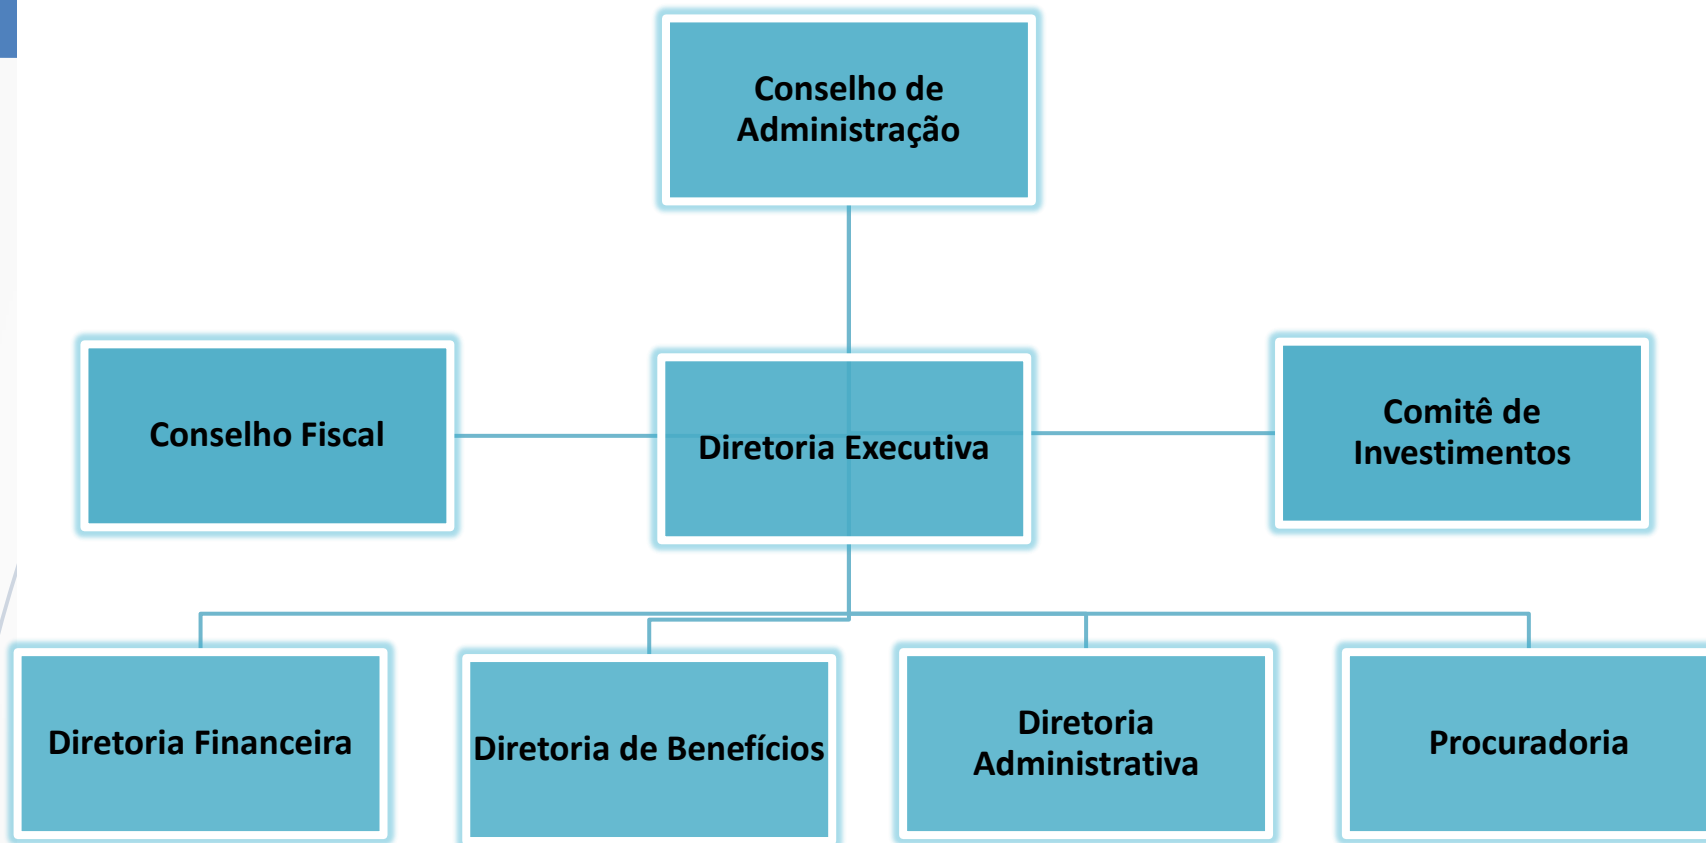 Conselho de
Administração
Conselho Fiscal
Diretoria Executiva
Comitê de
Investimentos
Diretoria Financeira
Diretoria de Benefícios
Diretoria
Administrativa
Procuradoria